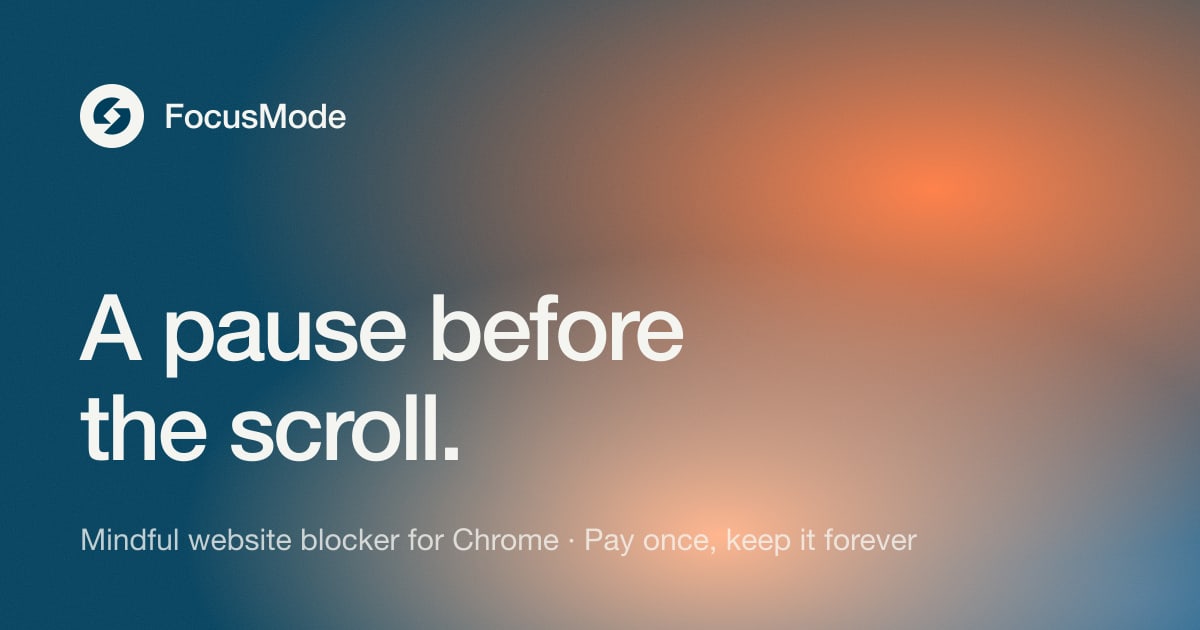 FocusMode
A pause before
the scroll.
Mindful website blocker for Chrome · Pay once, keep it forever